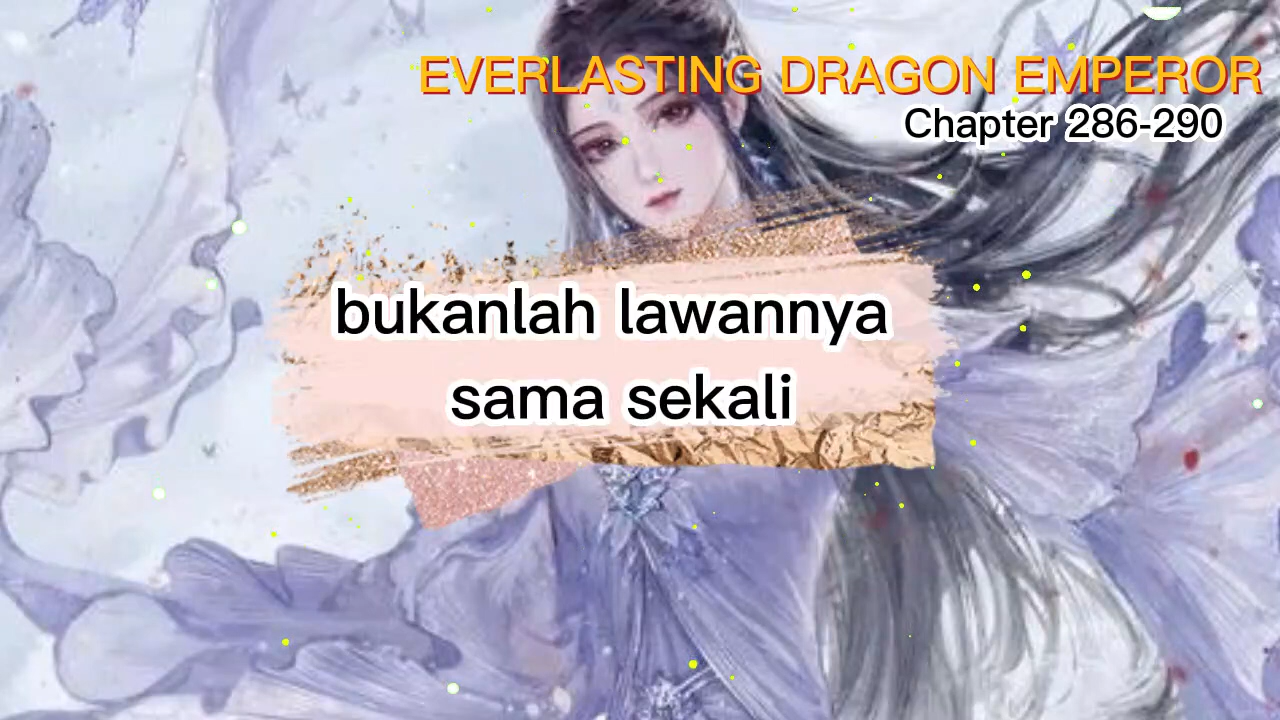 EVERLASTING DRAGON EMPEROR
Chapter 286-290
bukanlah lawannya
sama sekali